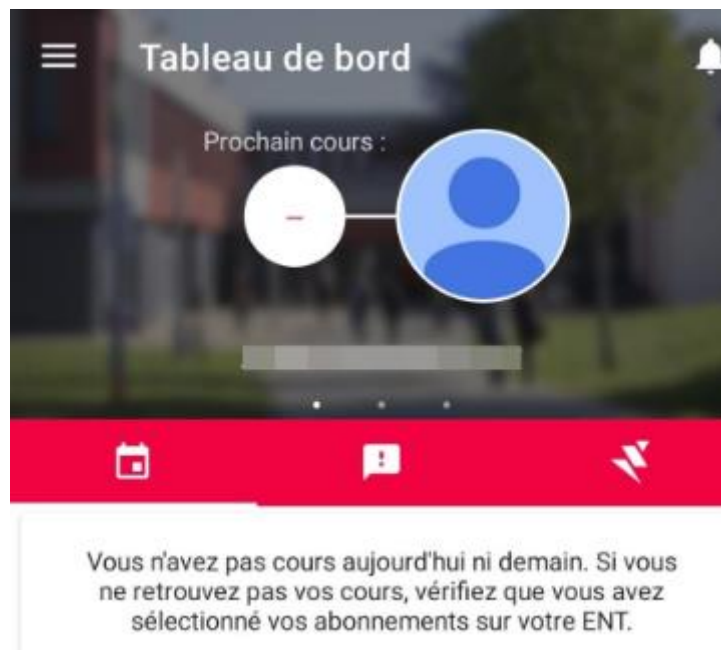 Tableau de bord
Prochain cours :
–
Vous n'avez pas cours aujourd'hui ni demain. Si vous
ne retrouvez pas vos cours, vérifiez que vous avez
sélectionné vos abonnements sur votre ENT.